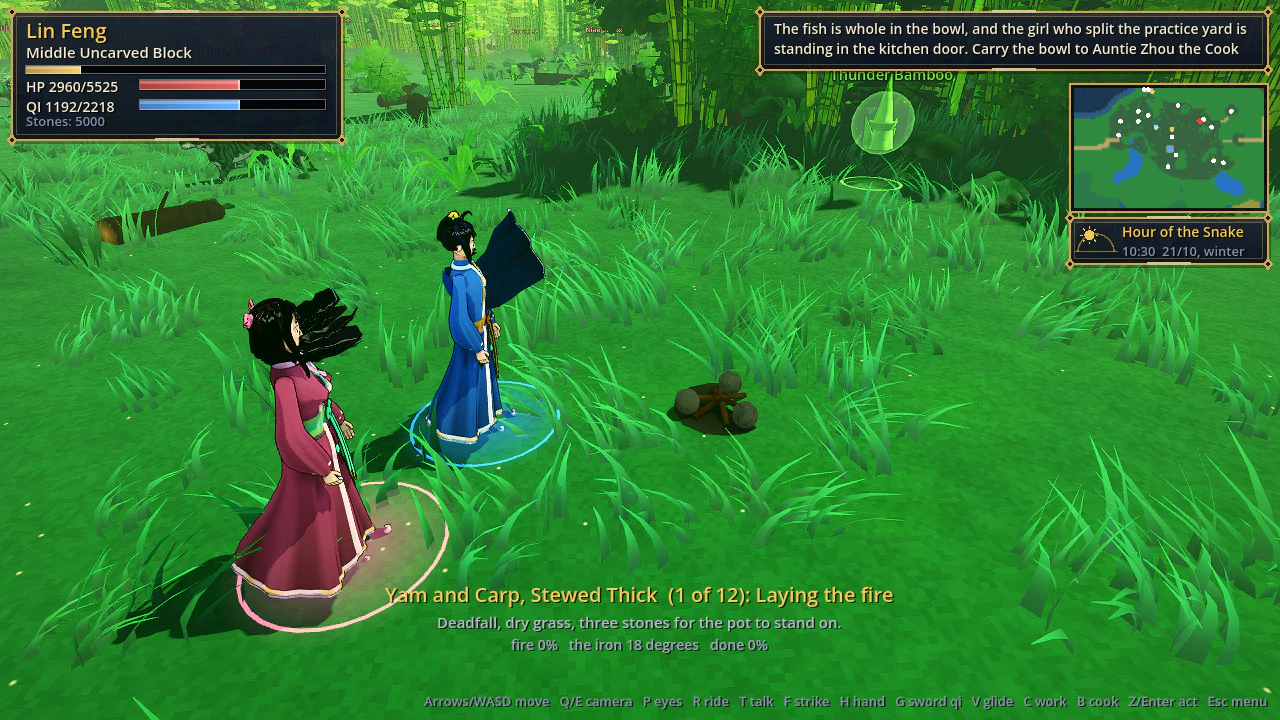 Lin Feng
Middle Uncarved Block
HP 2960/5525
QI 1192/2218
Stones: 5000
The fish is whole in the bowl, and the girl who split the practice yard is
standing in the kitchen door. Carry the bowl to Auntie Zhou the Cook
Thunder Bamboo
Hour of the Snake
10:30 21/10, winter
Yam and Carp, Stewed Thick (1 of 12): Laying the fire
Deadfall, dry grass, three stones for the pot to stand on.
fire 0% the iron 18 degrees done 0%
Arrows/WASD move Q/E camera P eyes R ride T talk F strike H hand G sword qi V glide C work B cook Z/Enter act Esc menu